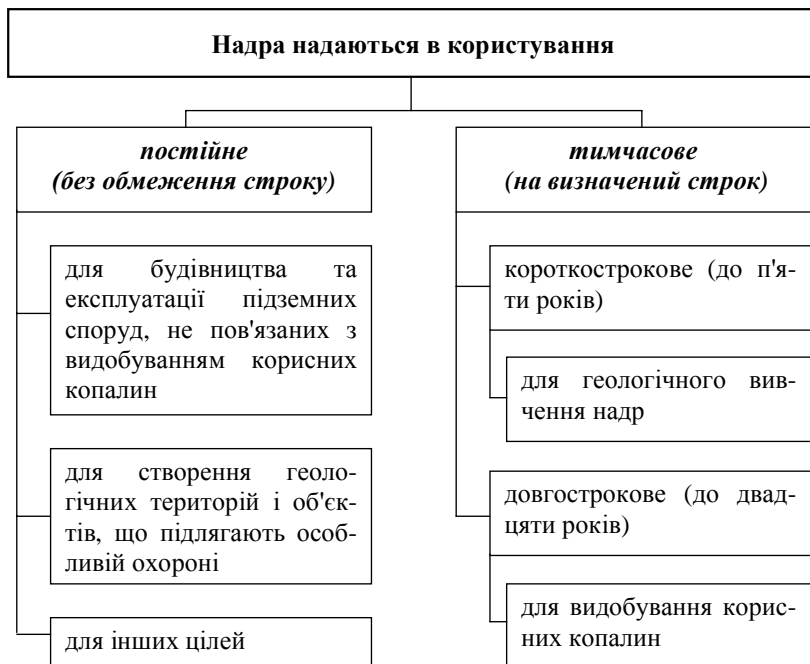 Надра надаються в користування
постійне
(без обмеження строку)
для будівництва та
експлуатації підземних
споруд, не пов'язаних з
видобуванням корисних
копалин
для створення геоло-
гічних територій і об'єк-
тів, що підлягають особ-
ливій охороні
для інших цілей
тимчасове
(на визначений строк)
короткострокове (до п'я-
ти років)
для геологічного вив-
чення надр
довгострокове (до двад-
цяти років)
для видобування корис-
них копалин